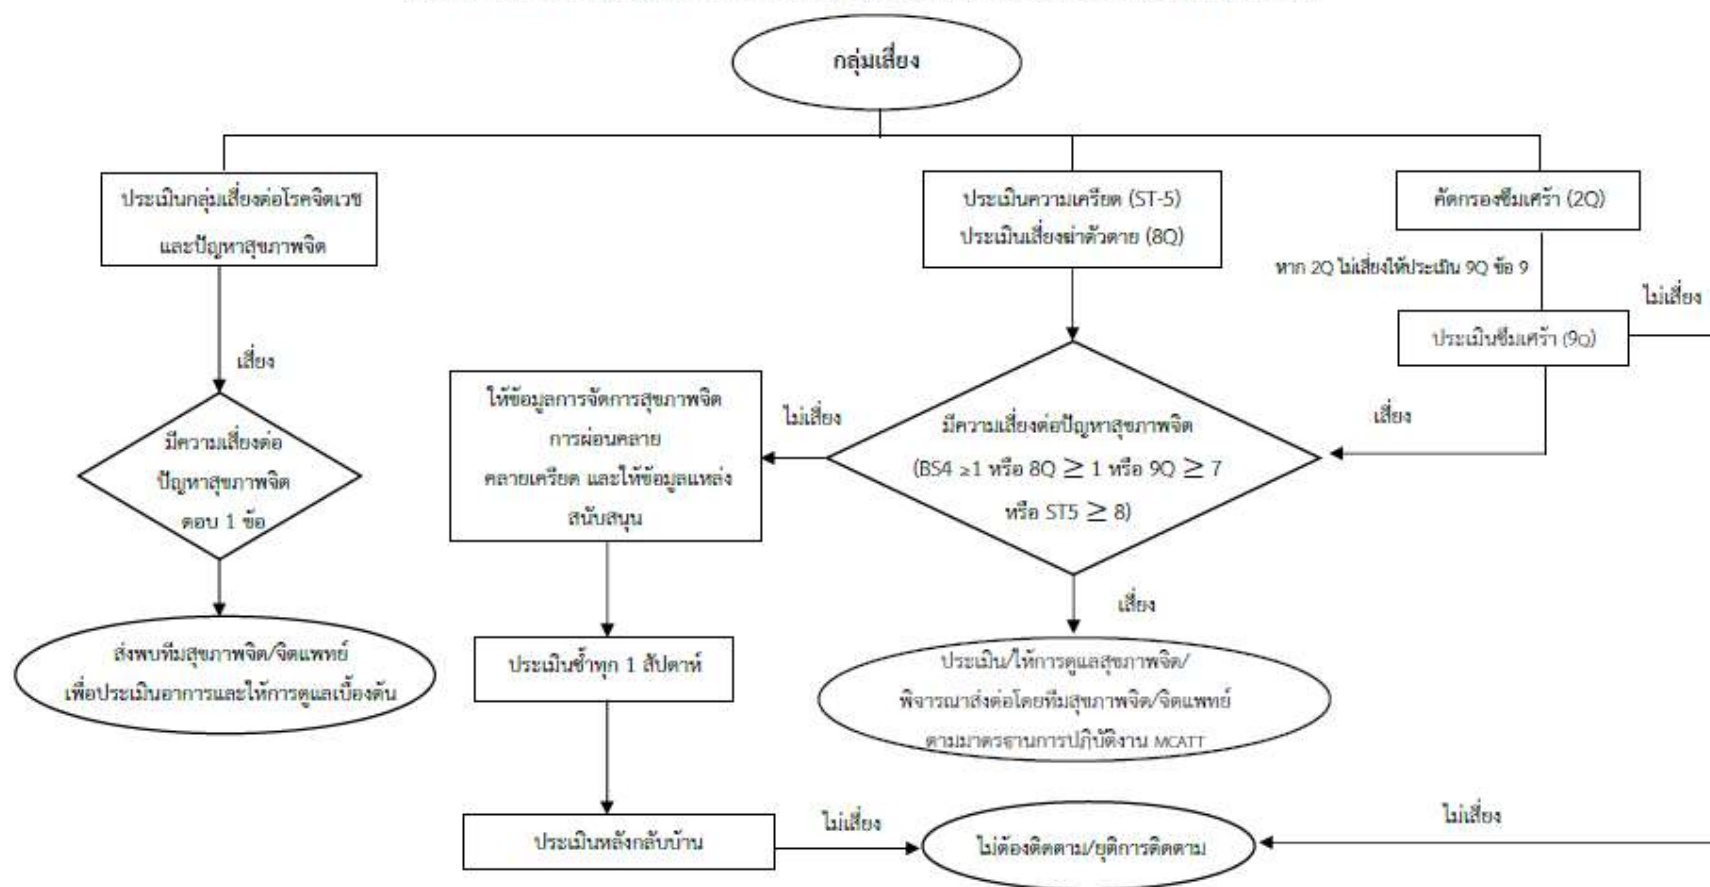 กลุ่มเสี่ยง
ประเมินกลุ่มเสี่ยงต่อโรคจิตเวช
และปัญหาสุขภาพจิต
ประเมินความเครียด (ST-5)
ประเมินเสี่ยงฆ่าตัวตาย (8Q)
คัดกรองซึมเศร้า (2Q)
หาก 2Q ไม่เสี่ยงให้ประเมิน 9Q ข้อ 9
ไม่เสี่ยง
ประเมินซึมเศร้า (9Q)
เสี่ยง
ให้ข้อมูลการจัดการสุขภาพจิต
การผ่อนคลาย
คลายเครียด และให้ข้อมูลแหล่ง
สนับสนุน
ไม่เสี่ยง
มีความเสี่ยงต่อปัญหาสุขภาพจิต
(BS4 ≥1 หรือ 8Q ≥ 1 หรือ 9Q ≥ 7
หรือ ST5 ≥ 8)
เสี่ยง
มีความเสี่ยงต่อ
ปัญหาสุขภาพจิต
ตอบ 1 ข้อ
เสี่ยง
ส่งพบทีมสุขภาพจิต/จิตแพทย์
เพื่อประเมินอาการและให้การดูแลเบื้องต้น
ประเมินซ้ำทุก 1 สัปดาห์
ประเมิน/ให้การดูแลสุขภาพจิต/
พิจารณาส่งต่อโดยทีมสุขภาพจิต/จิตแพทย์
ตามมาตรฐานการปฏิบัติงาน MCATT
ประเมินหลังกลับบ้าน
ไม่เสี่ยง
ไม่ต้องติดตาม/ยุติการติดตาม
ไม่เสี่ยง